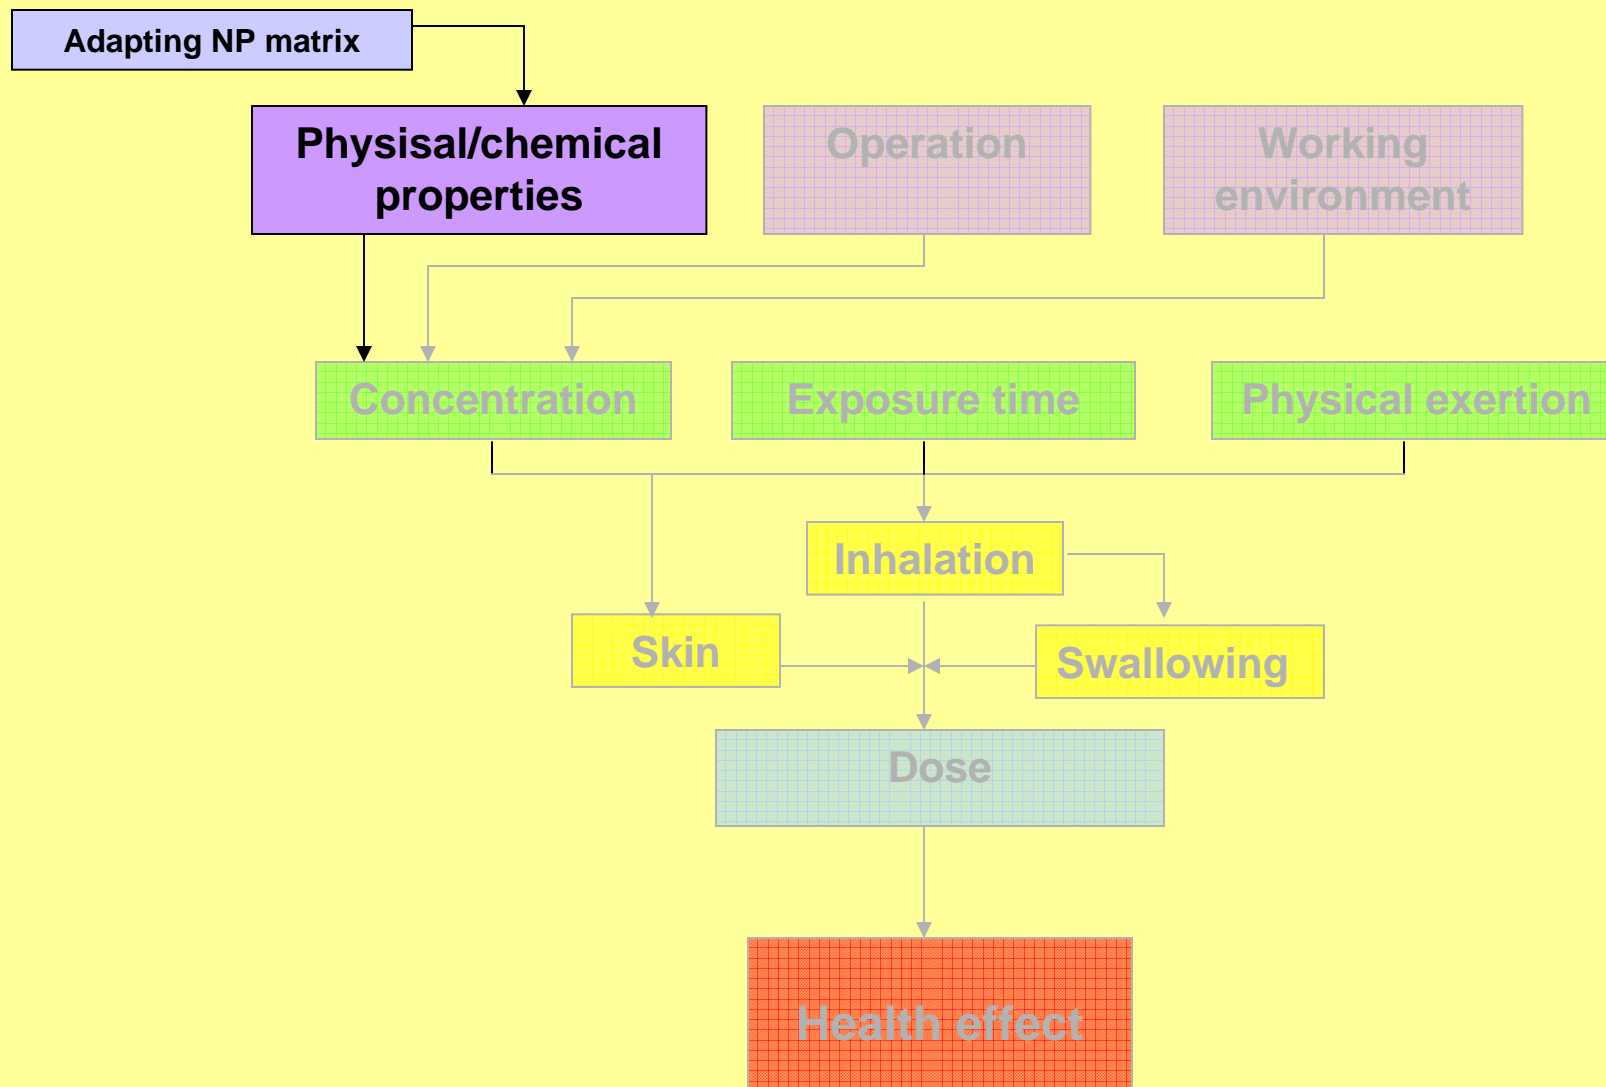 Adapting NP matrix
Physisal/chemical
properties
Operation
Working
environment
Concentration
Exposure time
Physical exertion
Inhalation
Skin
Swallowing
Dose
Health effect